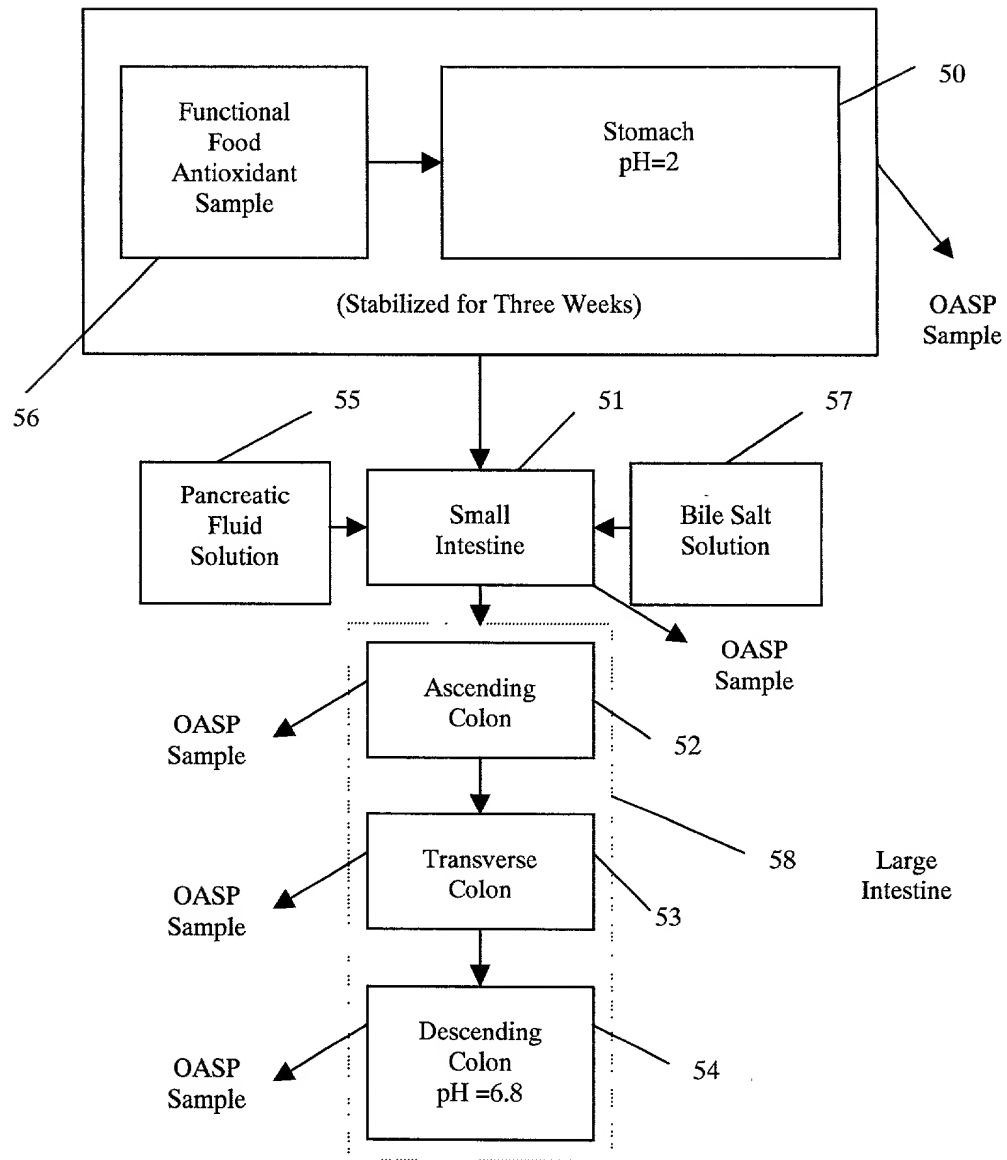 50
Functional
Food
Antioxidant
Sample
Stomach
pH=2
(Stabilized for Three Weeks)
OASP
Sample
56
55
51
57
Pancreatic
Fluid
Solution
Small
Intestine
Bile Salt
Solution
OASP
Sample
Ascending
Colon
OASP
Sample
52
Transverse
Colon
58
Large
Intestine
OASP
Sample
53
Descending
Colon
pH =6.8
OASP
Sample
54